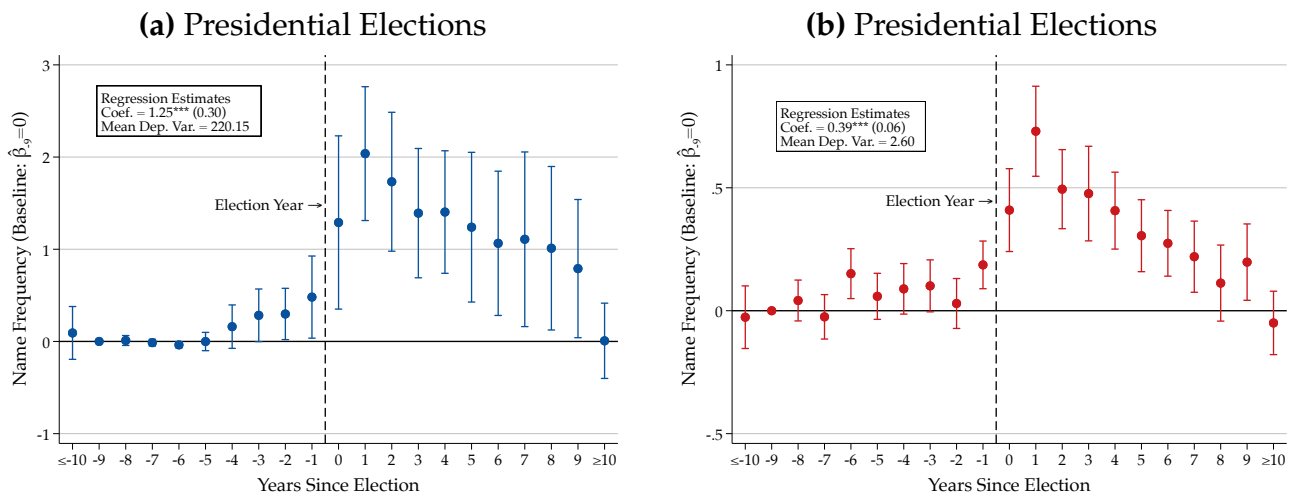 (a) Presidential Elections
Name Frequency (Baseline: β̂₋₉=0)
3
2
1
0
-1
Regression Estimates
Coef. = 1.25*** (0.30)
Mean Dep. Var. = 220.15
Election Year →
≤-10 -9 -8 -7 -6 -5 -4 -3 -2 -1 0 1 2 3 4 5 6 7 8 9 ≥10
Years Since Election
(b) Presidential Elections
Name Frequency (Baseline: β̂₋₉=0)
1
.5
0
-.5
Regression Estimates
Coef. = 0.39*** (0.06)
Mean Dep. Var. = 2.60
Election Year →
≤-10 -9 -8 -7 -6 -5 -4 -3 -2 -1 0 1 2 3 4 5 6 7 8 9 ≥10
Years Since Election